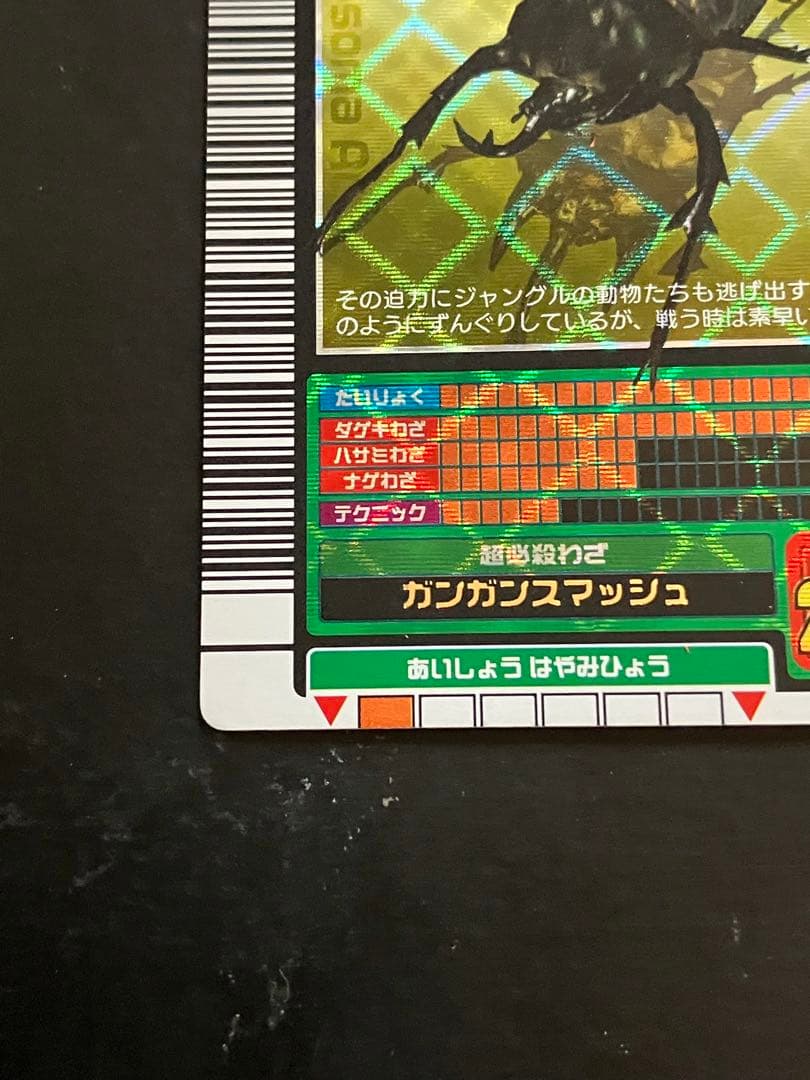 その迫力にジャングルの動物たちも逃げ出す
のようにずんぐりしているが、戦う時は素早い
たいりょく
ダゲキわざ
ハサミわざ
ナゲわざ
テクニック
超必殺わざ
ガンガンスマッシュ
あいしょう はやみひょう